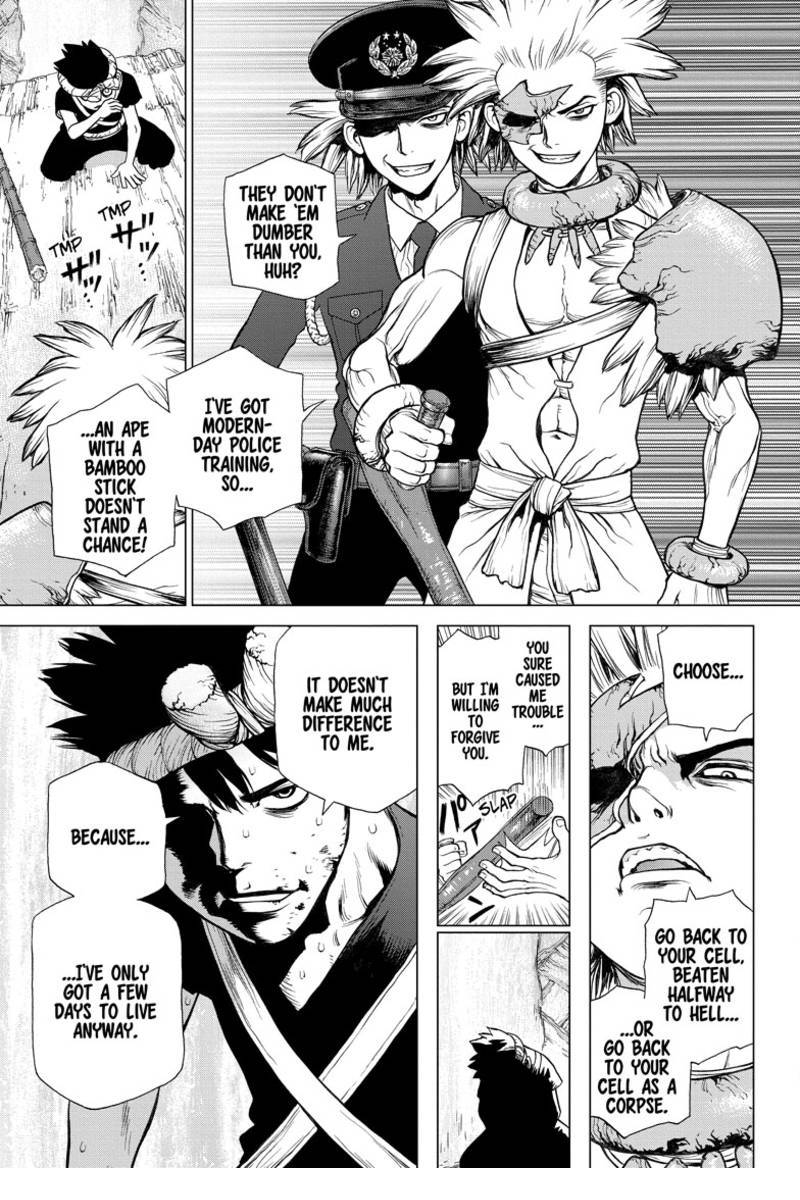 THEY DON'T
MAKE 'EM
DUMBER
THAN YOU,
HUH?
I'VE GOT
MODERN-
DAY POLICE
TRAINING,
SO...
TMP
ザッ
TMP
ザッ
...AN APE
WITH A
BAMBOO
STICK
DOESN'T
STAND A
CHANCE!
CHOOSE...
GO BACK TO
YOUR CELL,
BEATEN
HALFWAY
TO HELL...
...OR
GO BACK
TO YOUR
CELL AS A
CORPSE.
YOU
SURE
CAUSED
ME
TROUBLE
...
BUT I'M
WILLING
TO
FORGIVE
YOU.
SLAP
パァン
IT DOESN'T
MAKE MUCH
DIFFERENCE
TO ME.
BECAUSE...
...I'VE ONLY
GOT A FEW
DAYS TO LIVE
ANYWAY.